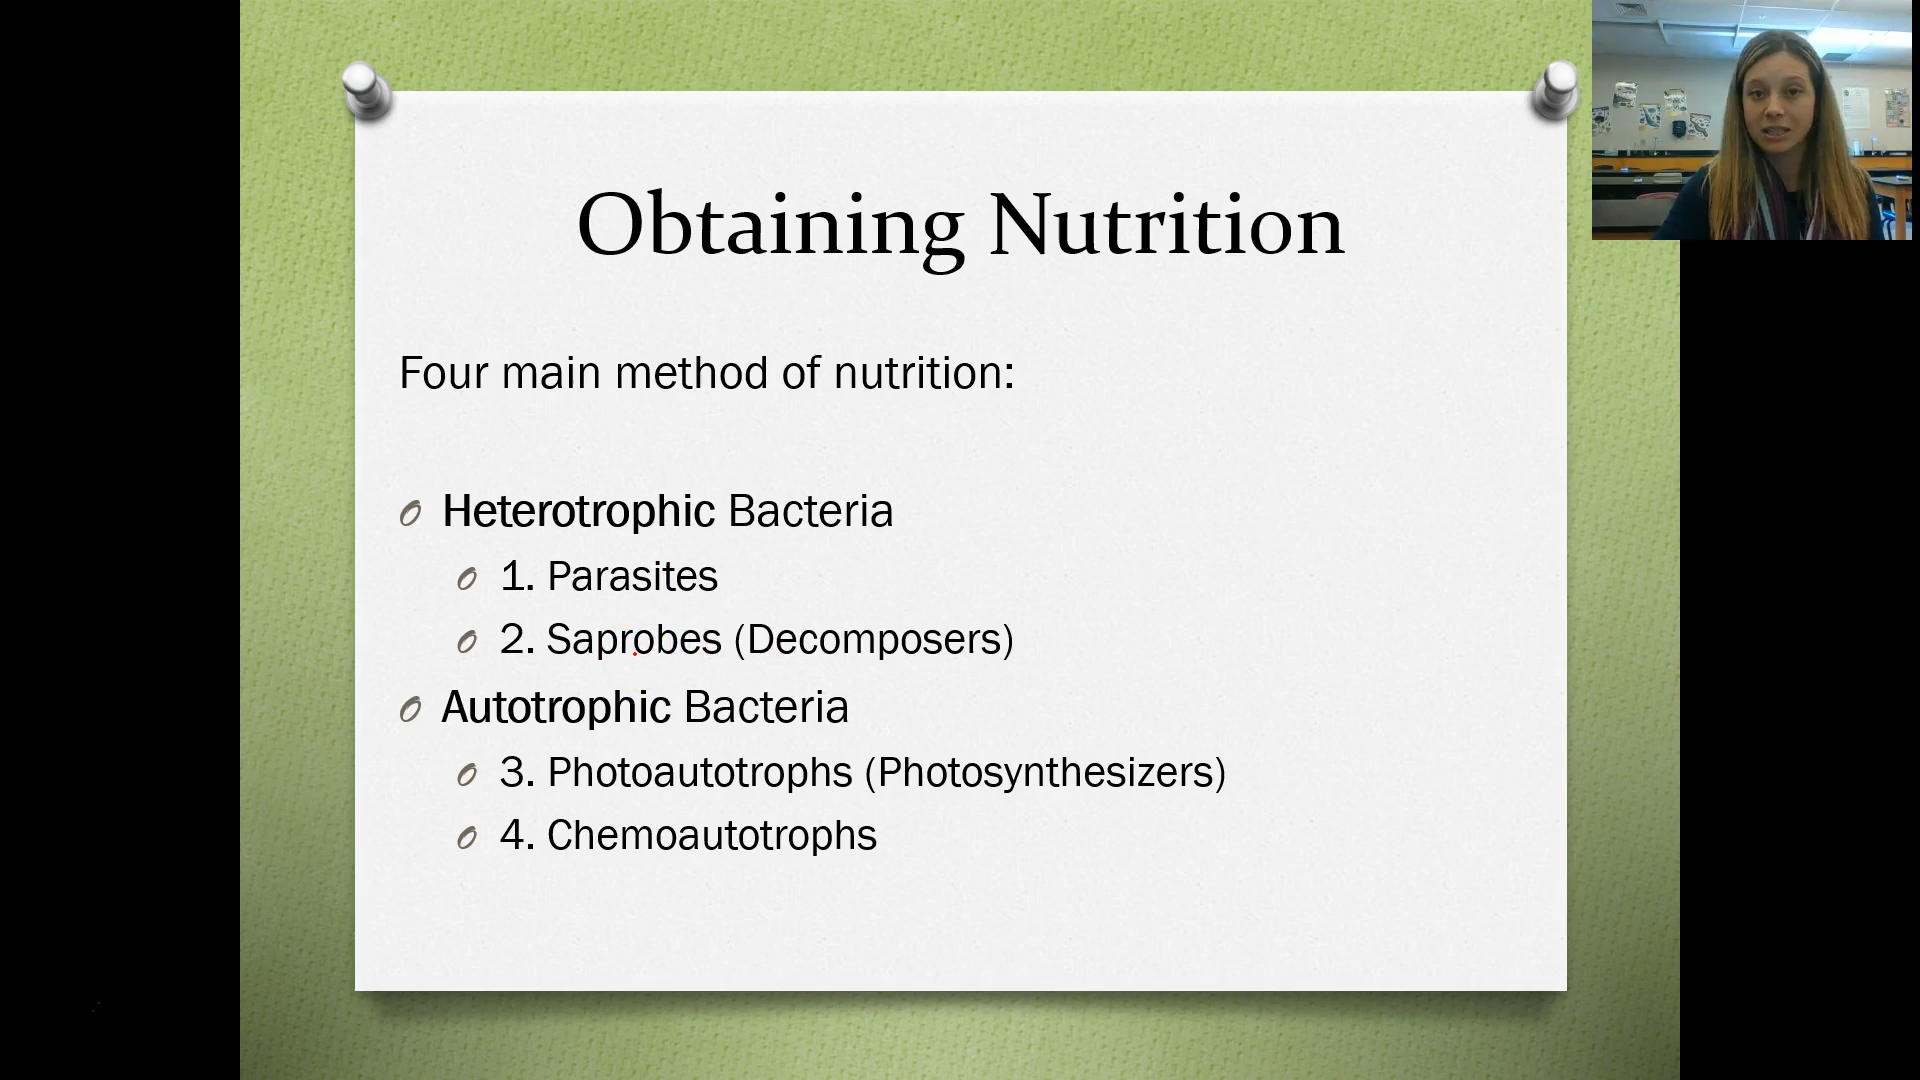 Obtaining Nutrition
Four main method of nutrition:
Heterotrophic Bacteria
1. Parasites
2. Saprobes (Decomposers)
Autotrophic Bacteria
3. Photoautotrophs (Photosynthesizers)
4. Chemoautotrophs